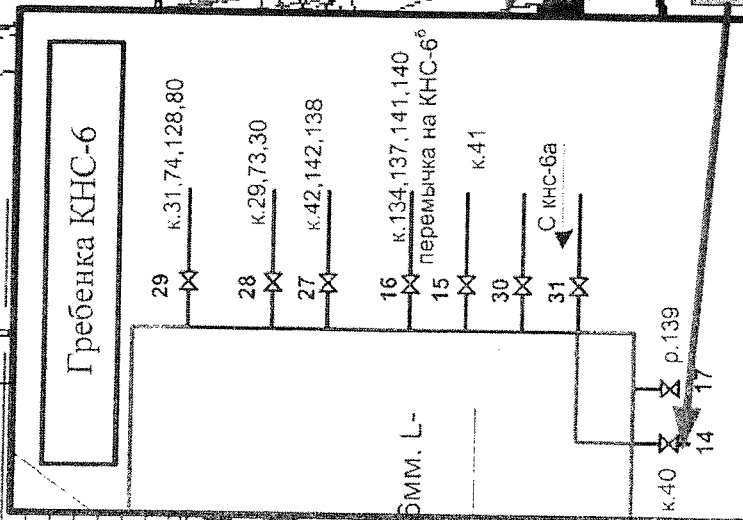 Гребенка КНС-6
29
к.31,74,128,80
28
к.29,73,30
27
к.42,142,138
16
к.134,137,141,140
перемычка на КНС-6б
15
к.41
30
31
С кнс-6а
6мм. L-
к.40
14
р.139
17